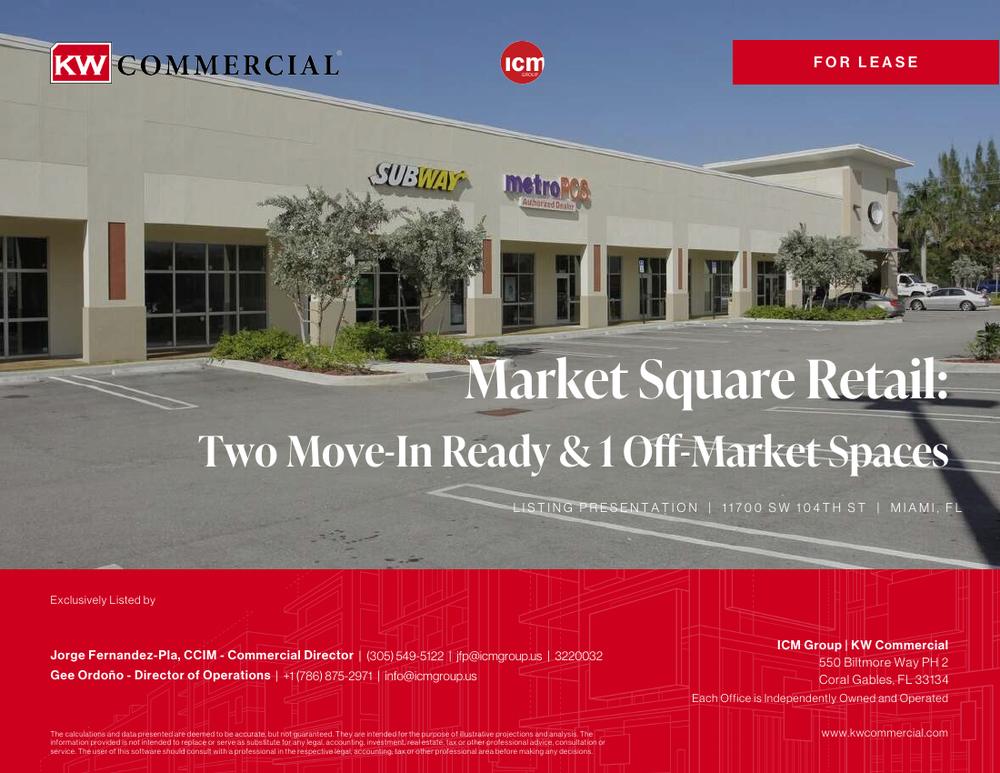 KW COMMERCIAL
ıcm
GROUP
FOR LEASE
SUBWAY
metroPCS
Authorized Dealer
Market Square Retail:
Two Move-In Ready & 1 Off-Market Spaces
LISTING PRESENTATION | 11700 SW 104TH ST | MIAMI, FL
Exclusively Listed by
Jorge Fernandez-Pla, CCIM - Commercial Director | (305) 549-5122 | jfp@icmgroup.us | 3220032
Gee Ordoño - Director of Operations | +1 (786) 875-2971 | info@icmgroup.us
ICM Group | KW Commercial
550 Biltmore Way PH 2
Coral Gables, FL 33134
Each Office is Independently Owned and Operated
www.kwcommercial.com
The calculations and data presented are deemed to be accurate, but not guaranteed. They are intended for the purpose of illustrative projections and analysis. The
information provided is not intended to replace or serve as substitute for any legal, accounting, investment, real estate, tax or other professional advice, consultation or
service. The user of this software should consult with a professional in the respective legal, accounting, tax or other professional area before making any decisions.